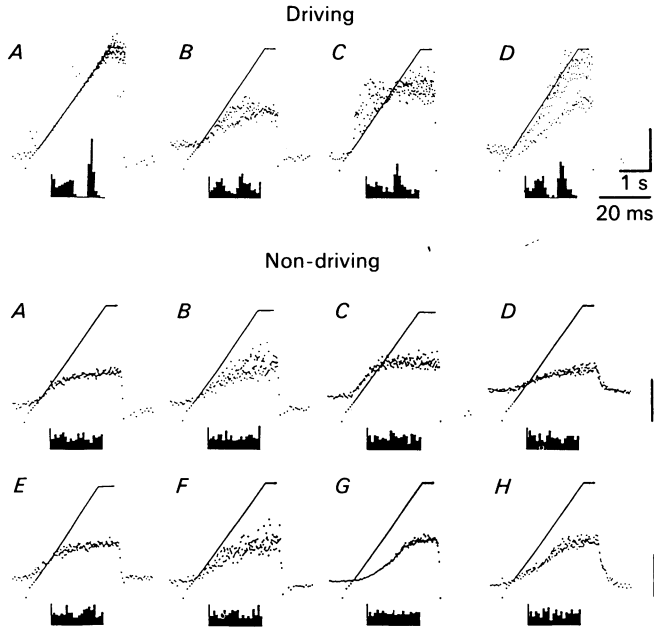 Driving
A B C D
1 s
20 ms
Non-driving
A B C D
E F G H